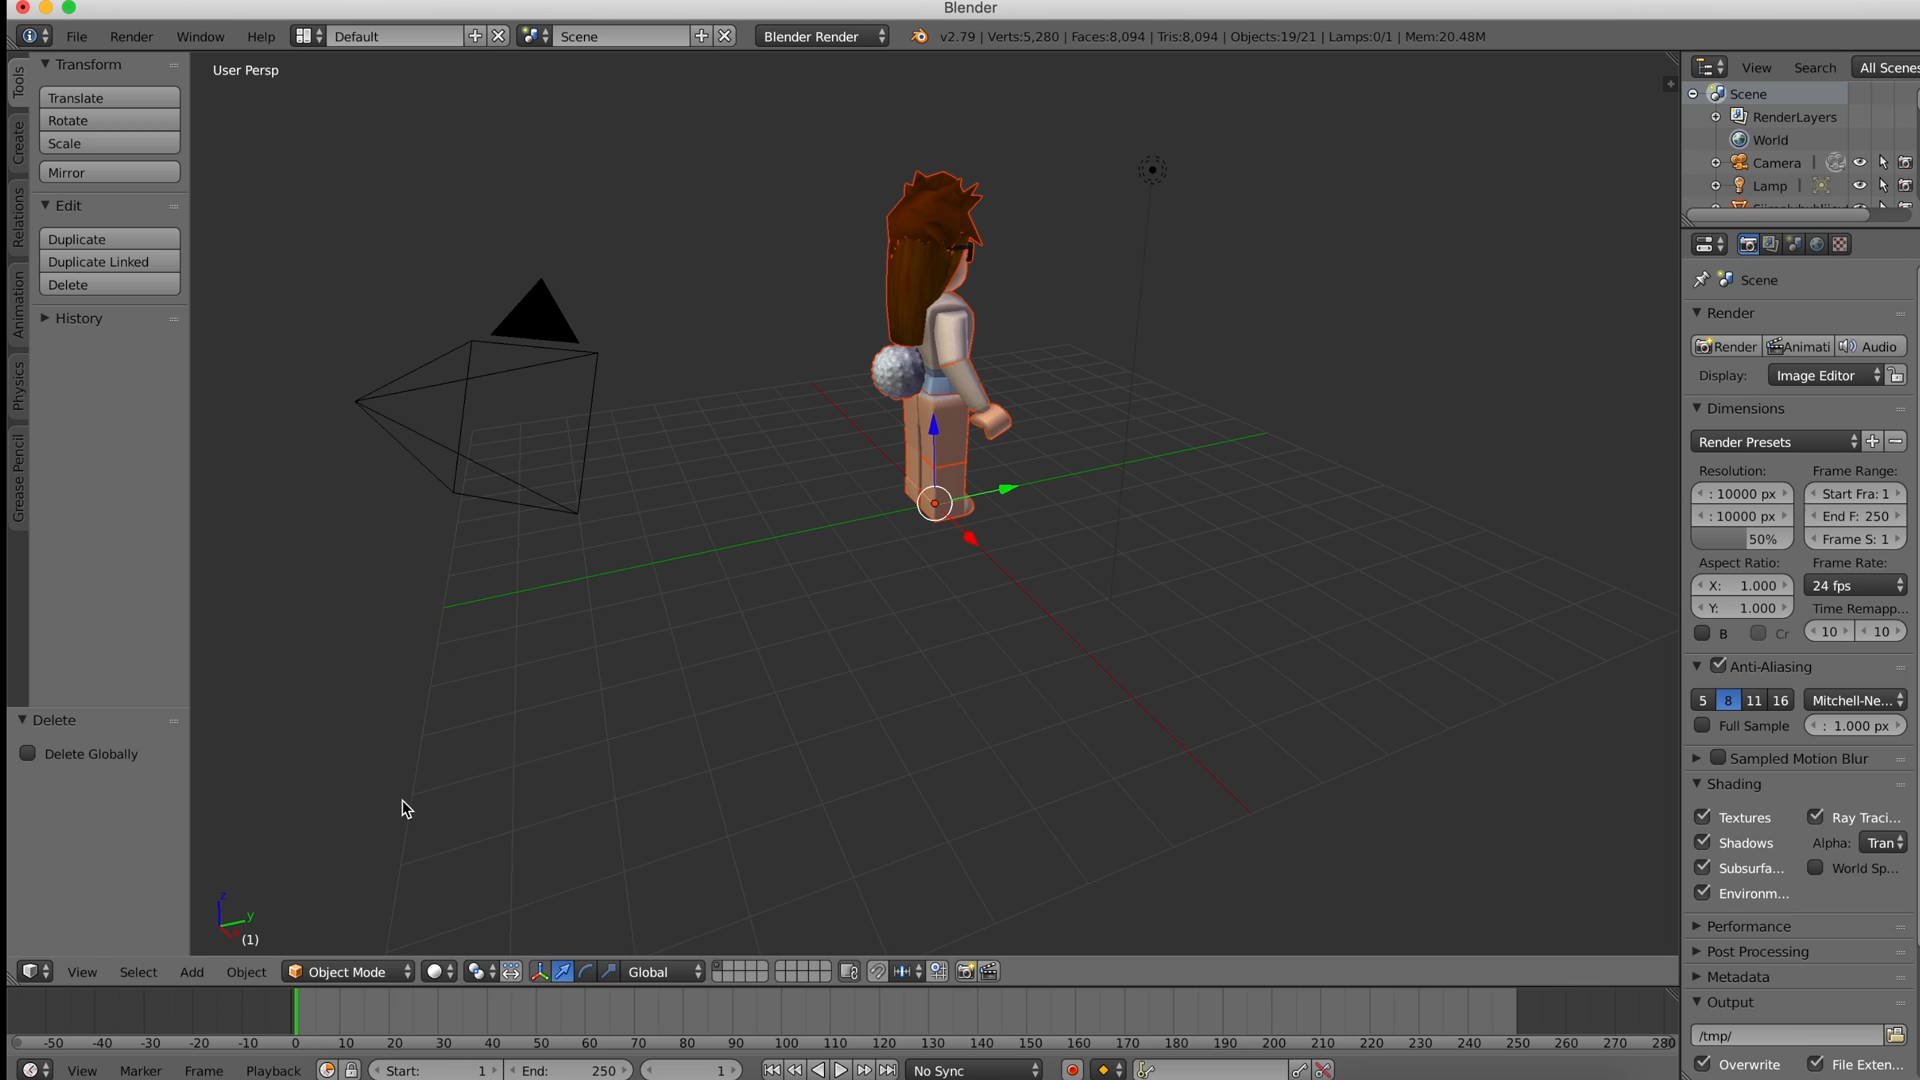 Blender
File Render Window Help Default Scene Blender Render v2.79 | Verts:5,280 | Faces:8,094 | Tris:8,094 | Objects:19/21 | Lamps:0/1 | Mem:20.48M
Tools
Create
Relations
Animation
Physics
Grease Pencil
Transform
Translate
Rotate
Scale
Mirror
Edit
Duplicate
Duplicate Linked
Delete
History
Delete
Delete Globally
User Persp
z
y
(1)
View Search All Scenes
Scene
RenderLayers
World
Camera
Lamp
Scene
Render
Render Animati Audio
Display: Image Editor
Dimensions
Render Presets
Resolution: Frame Range:
: 10000 px Start Fra: 1
: 10000 px End F: 250
50% Frame S: 1
Aspect Ratio: Frame Rate:
X: 1.000 24 fps
Y: 1.000 Time Remapp...
B Cr 10 10
Anti-Aliasing
5 8 11 16 Mitchell-Ne...
Full Sample : 1.000 px
Sampled Motion Blur
Shading
Textures Ray Traci...
Shadows Alpha: Tran
Subsurfa... World Sp...
Environm...
Performance
Post Processing
Metadata
Output
/tmp/
Overwrite File Exten...
View Select Add Object Object Mode Global
-50 -40 -30 -20 -10 0 10 20 30 40 50 60 70 80 90 100 110 120 130 140 150 160 170 180 190 200 210 220 230 240 250 260 270 280
View Marker Frame Playback Start: 1 End: 250 1 No Sync